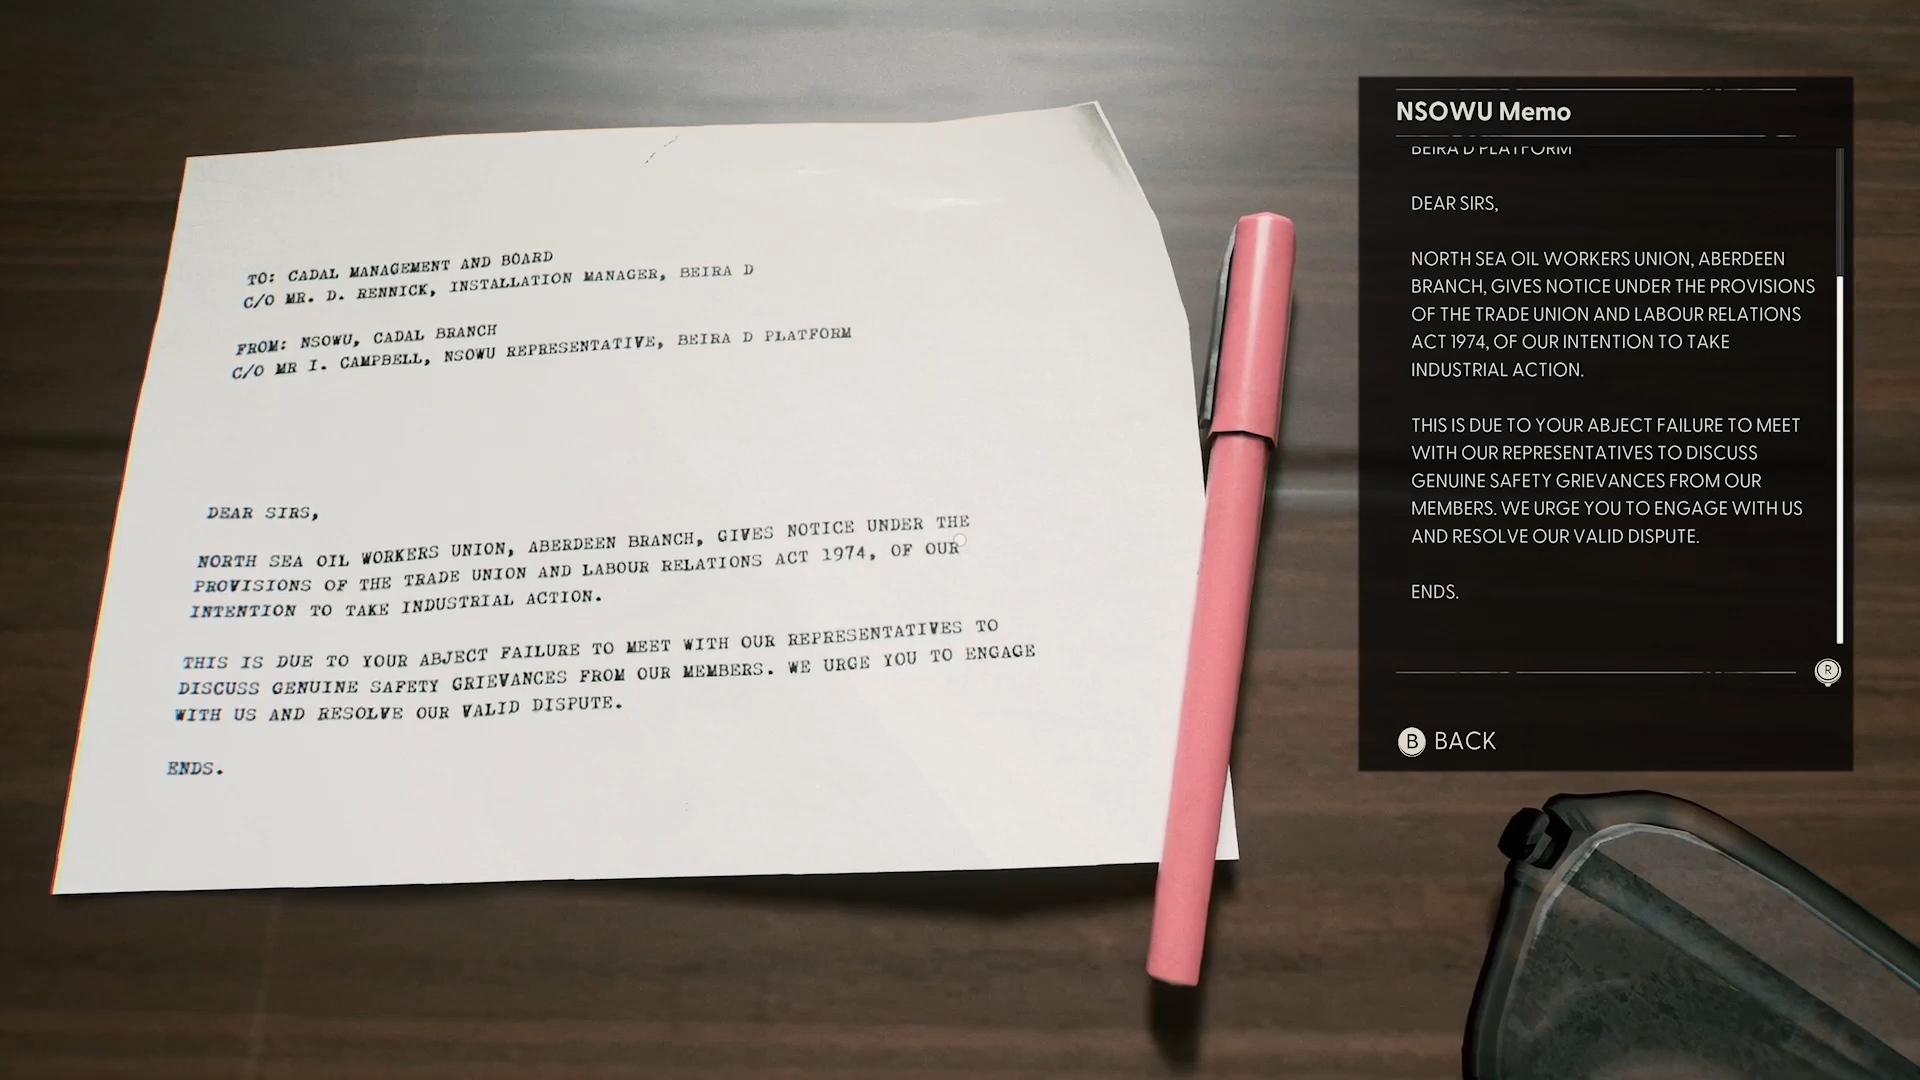 TO: CADAL MANAGEMENT AND BOARD
C/O MR. D. RENNICK, INSTALLATION MANAGER, BEIRA D
FROM: NSOWU, CADAL BRANCH
C/O MR I. CAMPBELL, NSOWU REPRESENTATIVE, BEIRA D PLATFORM
DEAR SIRS,
NORTH SEA OIL WORKERS UNION, ABERDEEN BRANCH, GIVES NOTICE UNDER THE
PROVISIONS OF THE TRADE UNION AND LABOUR RELATIONS ACT 1974, OF OUR
INTENTION TO TAKE INDUSTRIAL ACTION.
THIS IS DUE TO YOUR ABJECT FAILURE TO MEET WITH OUR REPRESENTATIVES TO
DISCUSS GENUINE SAFETY GRIEVANCES FROM OUR MEMBERS. WE URGE YOU TO ENGAGE
WITH US AND RESOLVE OUR VALID DISPUTE.
ENDS.
NSOWU Memo
BEIRA D PLATFORM
DEAR SIRS,
NORTH SEA OIL WORKERS UNION, ABERDEEN
BRANCH, GIVES NOTICE UNDER THE PROVISIONS
OF THE TRADE UNION AND LABOUR RELATIONS
ACT 1974, OF OUR INTENTION TO TAKE
INDUSTRIAL ACTION.
THIS IS DUE TO YOUR ABJECT FAILURE TO MEET
WITH OUR REPRESENTATIVES TO DISCUSS
GENUINE SAFETY GRIEVANCES FROM OUR
MEMBERS. WE URGE YOU TO ENGAGE WITH US
AND RESOLVE OUR VALID DISPUTE.
ENDS.
R
B BACK